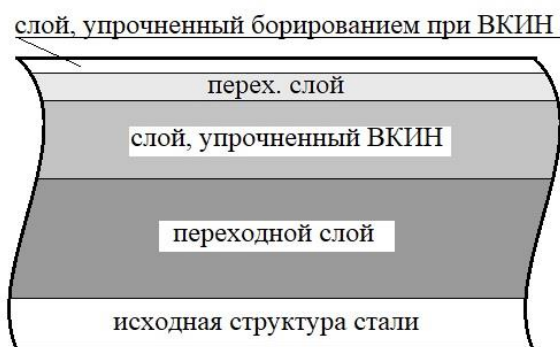 слой, упрочненный борированием при ВКИН
перех. слой
слой, упрочненный ВКИН
переходной слой
исходная структура стали